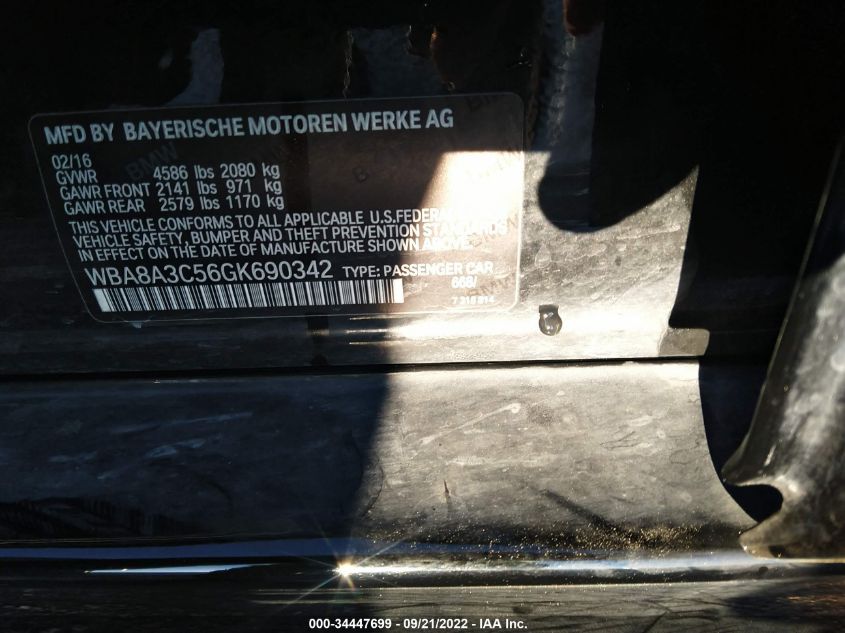 MFD BY BAYERISCHE MOTOREN WERKE AG
02/16
GVWR 4586 lbs 2080 kg
GAWR FRONT 2141 lbs 971 kg
GAWR REAR 2579 lbs 1170 kg
THIS VEHICLE CONFORMS TO ALL APPLICABLE U.S.FEDERAL
VEHICLE SAFETY, BUMPER AND THEFT PREVENTION STANDARDS
IN EFFECT ON THE DATE OF MANUFACTURE SHOWN ABOVE.
WBA8A3C56GK690342 TYPE: PASSENGER CAR
668/
000-34447699 - 09/21/2022 - IAA Inc.